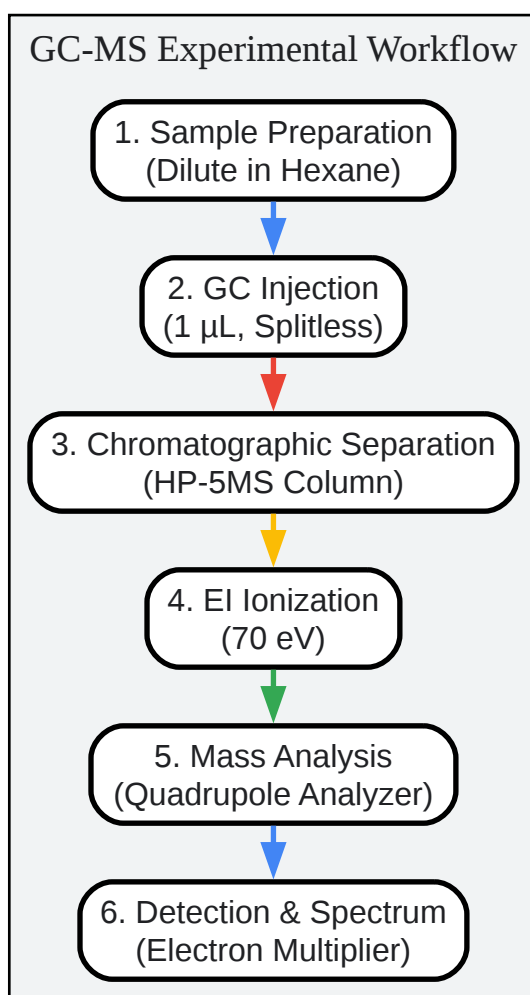 GC-MS Experimental Workflow
1. Sample Preparation
(Dilute in Hexane)
2. GC Injection
(1 µL, Splitless)
3. Chromatographic Separation
(HP-5MS Column)
4. EI Ionization
(70 eV)
5. Mass Analysis
(Quadrupole Analyzer)
6. Detection & Spectrum
(Electron Multiplier)